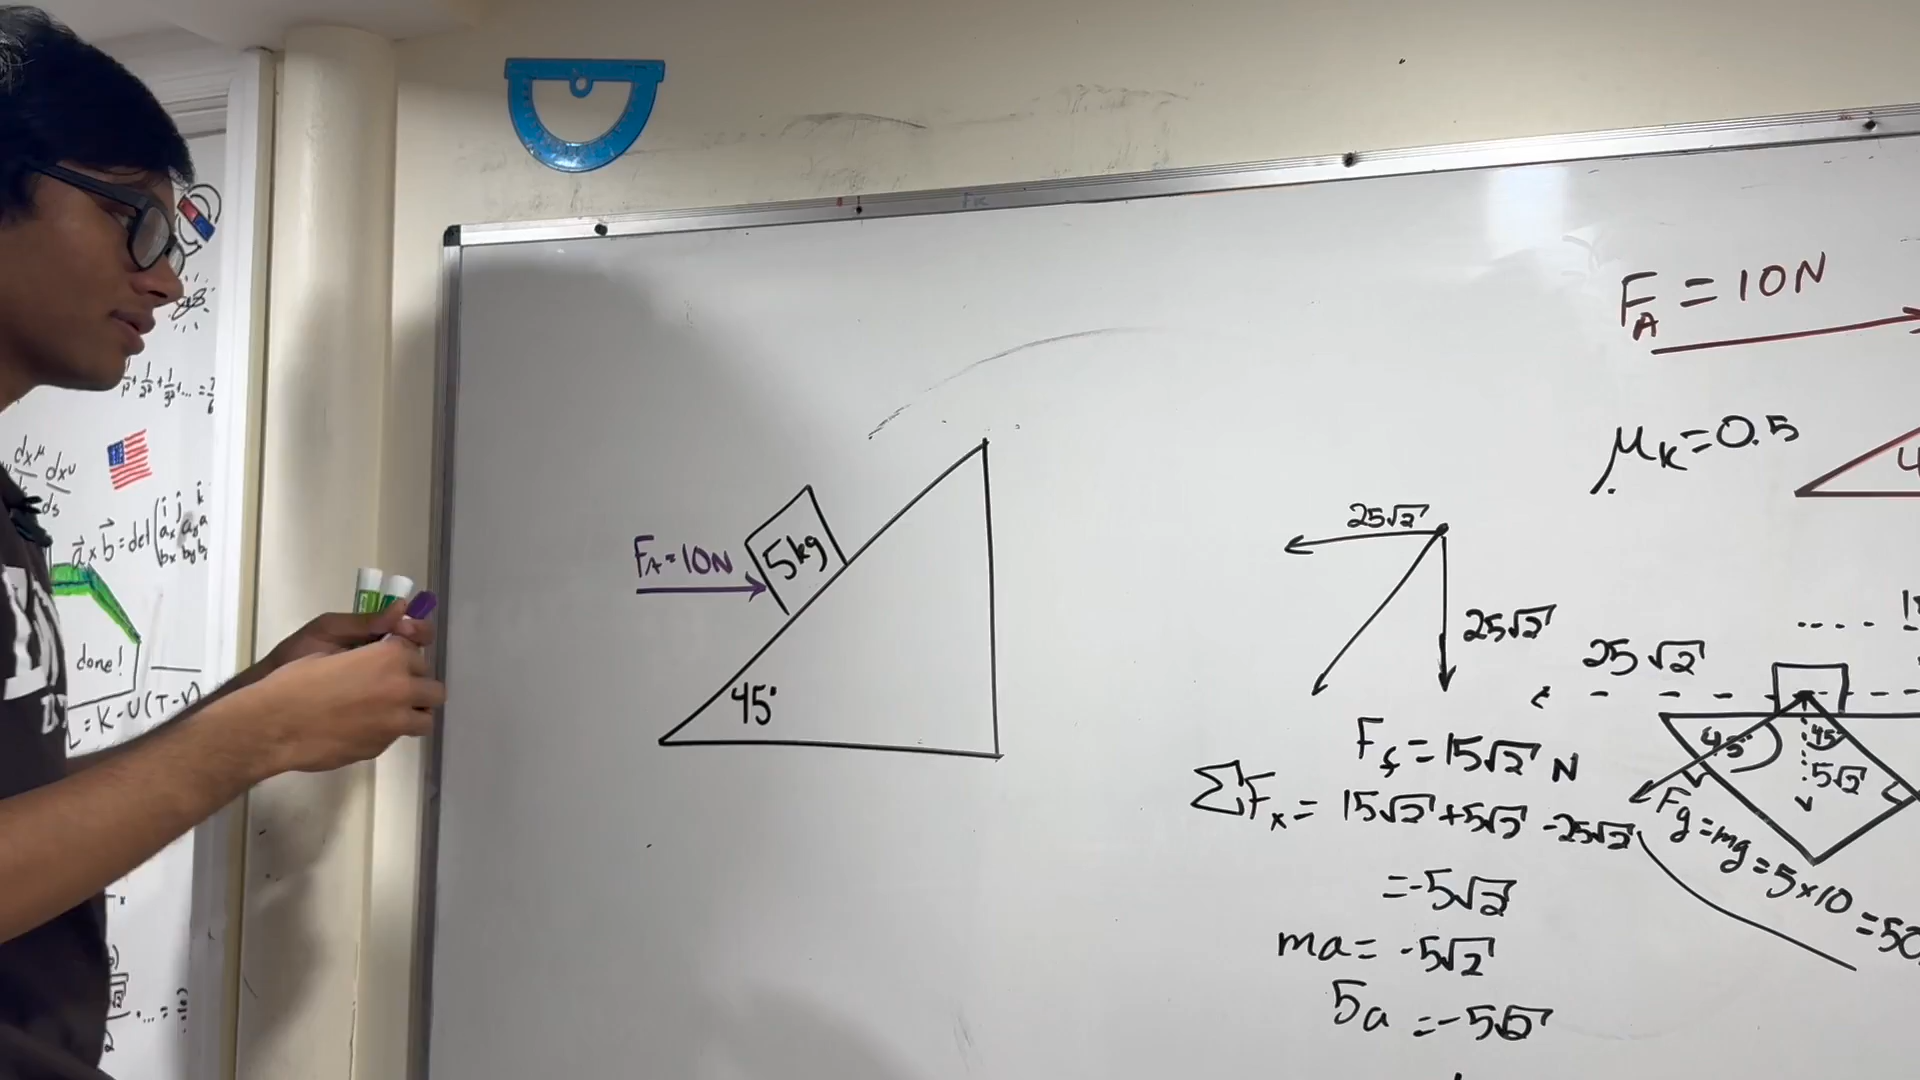 F_A = 10N
5kg
45°
F_A = 10N
μ_k = 0.5
25√2
25√2
25√2
45°
45°
5√2
F_f = 15√2 N
ΣF_x = 15√2 + 5√2 - 25√2
= -5√2
ma = -5√2
5a = -5√2
F_g = mg = 5×10
= 50
done!
L = K - U (T - V)
a⃗ × b⃗ = det
i j k